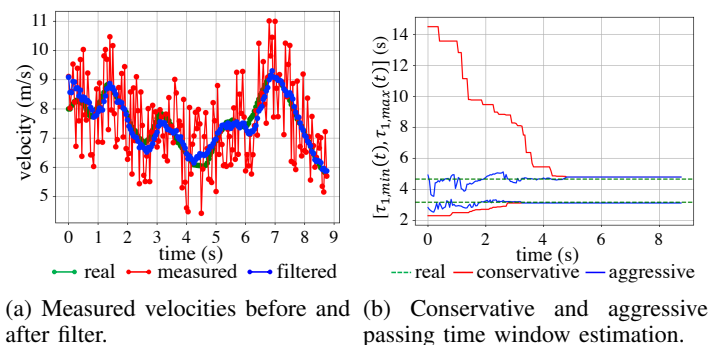 velocity (m/s)
11
10
9
8
7
6
5
0 1 2 3 4 5 6 7 8 9
time (s)
real measured filtered
(a) Measured velocities before and after filter.
[τ1,min(t), τ1,max(t)] (s)
14
12
10
8
6
4
2
0 2 4 6 8
time (s)
real conservative aggressive
(b) Conservative and aggressive passing time window estimation.